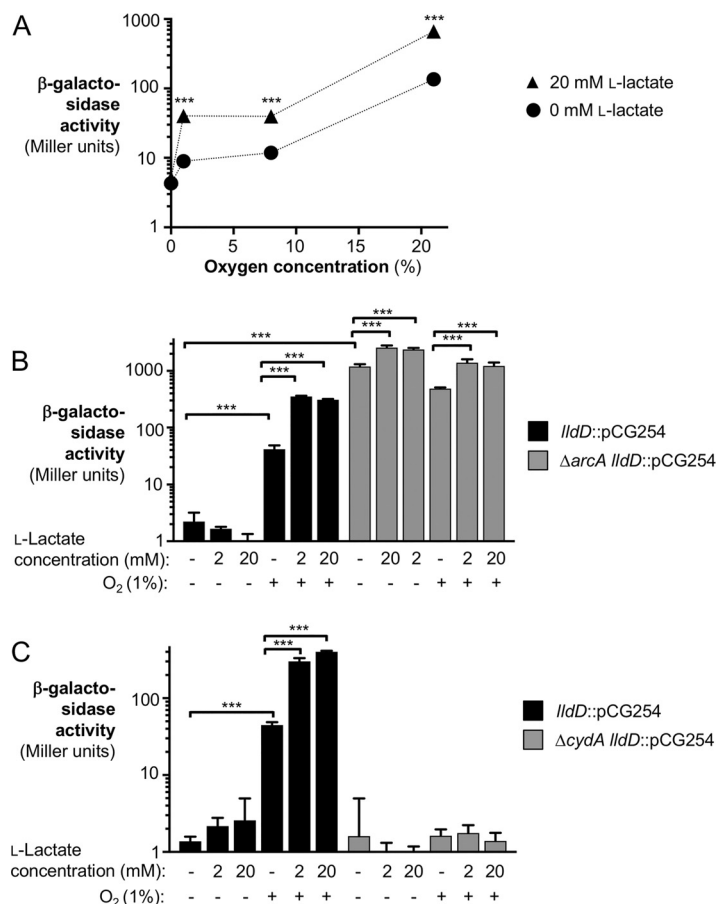 A
1000
100
10
1
β-galacto-
sidase
activity
(Miller units)
***
***
***
0 5 10 15 20
Oxygen concentration (%)
▲ 20 mM L-lactate
● 0 mM L-lactate
B
1000
100
10
1
β-galacto-
sidase
activity
(Miller units)
***
***
***
***
***
***
***
***
lldD::pCG254
ΔarcA lldD::pCG254
L-Lactate
concentration (mM): - 2 20 - 2 20 - 20 2 - 2 20
O2 (1%): - - - + + + - - - + + +
C
100
10
1
β-galacto-
sidase
activity
(Miller units)
***
***
***
lldD::pCG254
ΔcydA lldD::pCG254
L-Lactate
concentration (mM): - 2 20 - 2 20 - 2 20 - 2 20
O2 (1%): - - - + + + - - - + + +